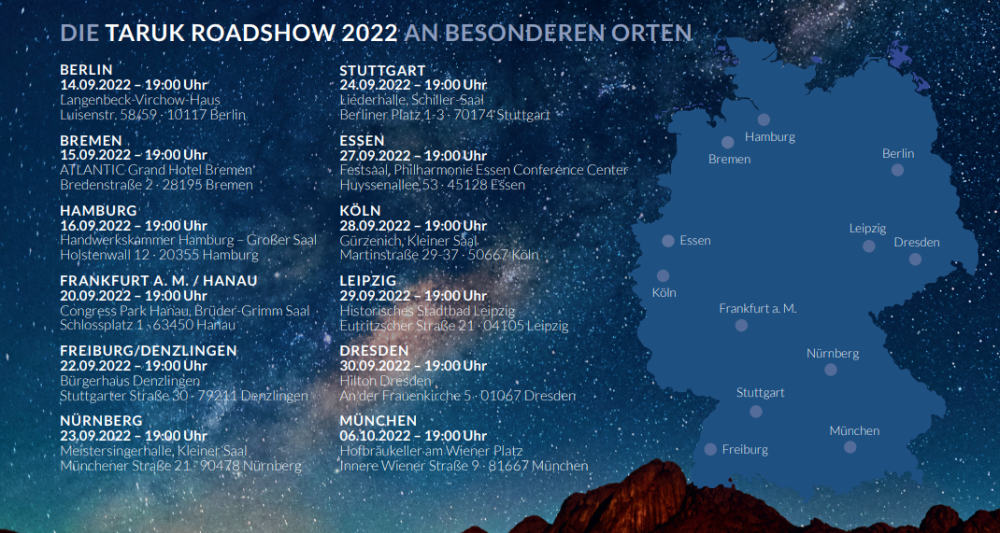 DIE TARUK ROADSHOW 2022 AN BESONDEREN ORTEN
BERLIN
14.09.2022 – 19:00 Uhr
Langenbeck-Virchow-Haus
Luisenstr. 58/59 · 10117 Berlin
BREMEN
15.09.2022 – 19:00 Uhr
ATLANTIC Grand Hotel Bremen
Bredenstraße 2 · 28195 Bremen
HAMBURG
16.09.2022 – 19:00 Uhr
Handwerkskammer Hamburg – Großer Saal
Holstenwall 12 · 20355 Hamburg
FRANKFURT A. M. / HANAU
20.09.2022 – 19:00 Uhr
Congress Park Hanau, Brüder-Grimm Saal
Schlossplatz 1 · 63450 Hanau
FREIBURG/DENZLINGEN
22.09.2022 – 19:00 Uhr
Bürgerhaus Denzlingen
Stuttgarter Straße 30 · 79211 Denzlingen
NÜRNBERG
23.09.2022 – 19:00 Uhr
Meistersingerhalle, Kleiner Saal
Münchener Straße 21 · 90478 Nürnberg
STUTTGART
24.09.2022 – 19:00 Uhr
Liederhalle, Schiller-Saal
Berliner Platz 1-3 · 70174 Stuttgart
ESSEN
27.09.2022 – 19:00 Uhr
Festsaal, Philharmonie Essen Conference Center
Huyssenallee 53 · 45128 Essen
KÖLN
28.09.2022 – 19:00 Uhr
Gürzenich, Kleiner Saal
Martinstraße 29-37 · 50667 Köln
LEIPZIG
29.09.2022 – 19:00 Uhr
Historisches Stadtbad Leipzig
Eutritzscher Straße 21 · 04105 Leipzig
DRESDEN
30.09.2022 – 19:00 Uhr
Hilton Dresden
An der Frauenkirche 5 · 01067 Dresden
MÜNCHEN
06.10.2022 – 19:00 Uhr
Hofbräukeller am Wiener Platz
Innere Wiener Straße 9 · 81667 München
Hamburg
Bremen
Berlin
Leipzig
Dresden
Essen
Köln
Frankfurt a. M.
Nürnberg
Stuttgart
München
Freiburg